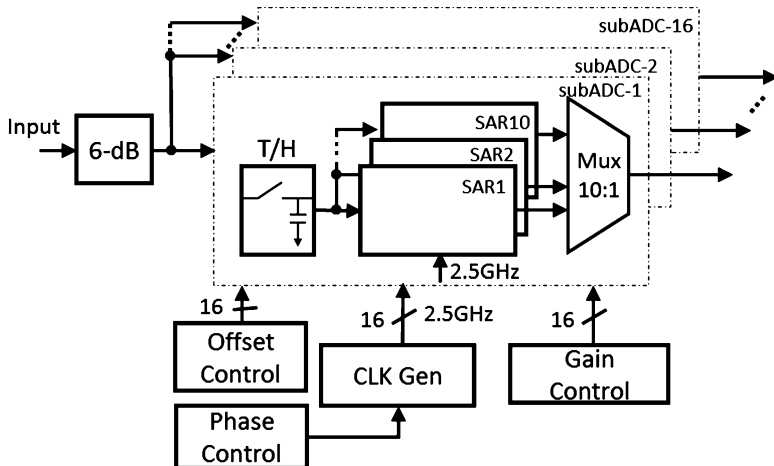 subADC-16
subADC-2
subADC-1
Input
6-dB
T/H
SAR10
SAR2
SAR1
Mux
10:1
2.5GHz
16
16
2.5GHz
16
Offset
Control
CLK Gen
Gain
Control
Phase
Control